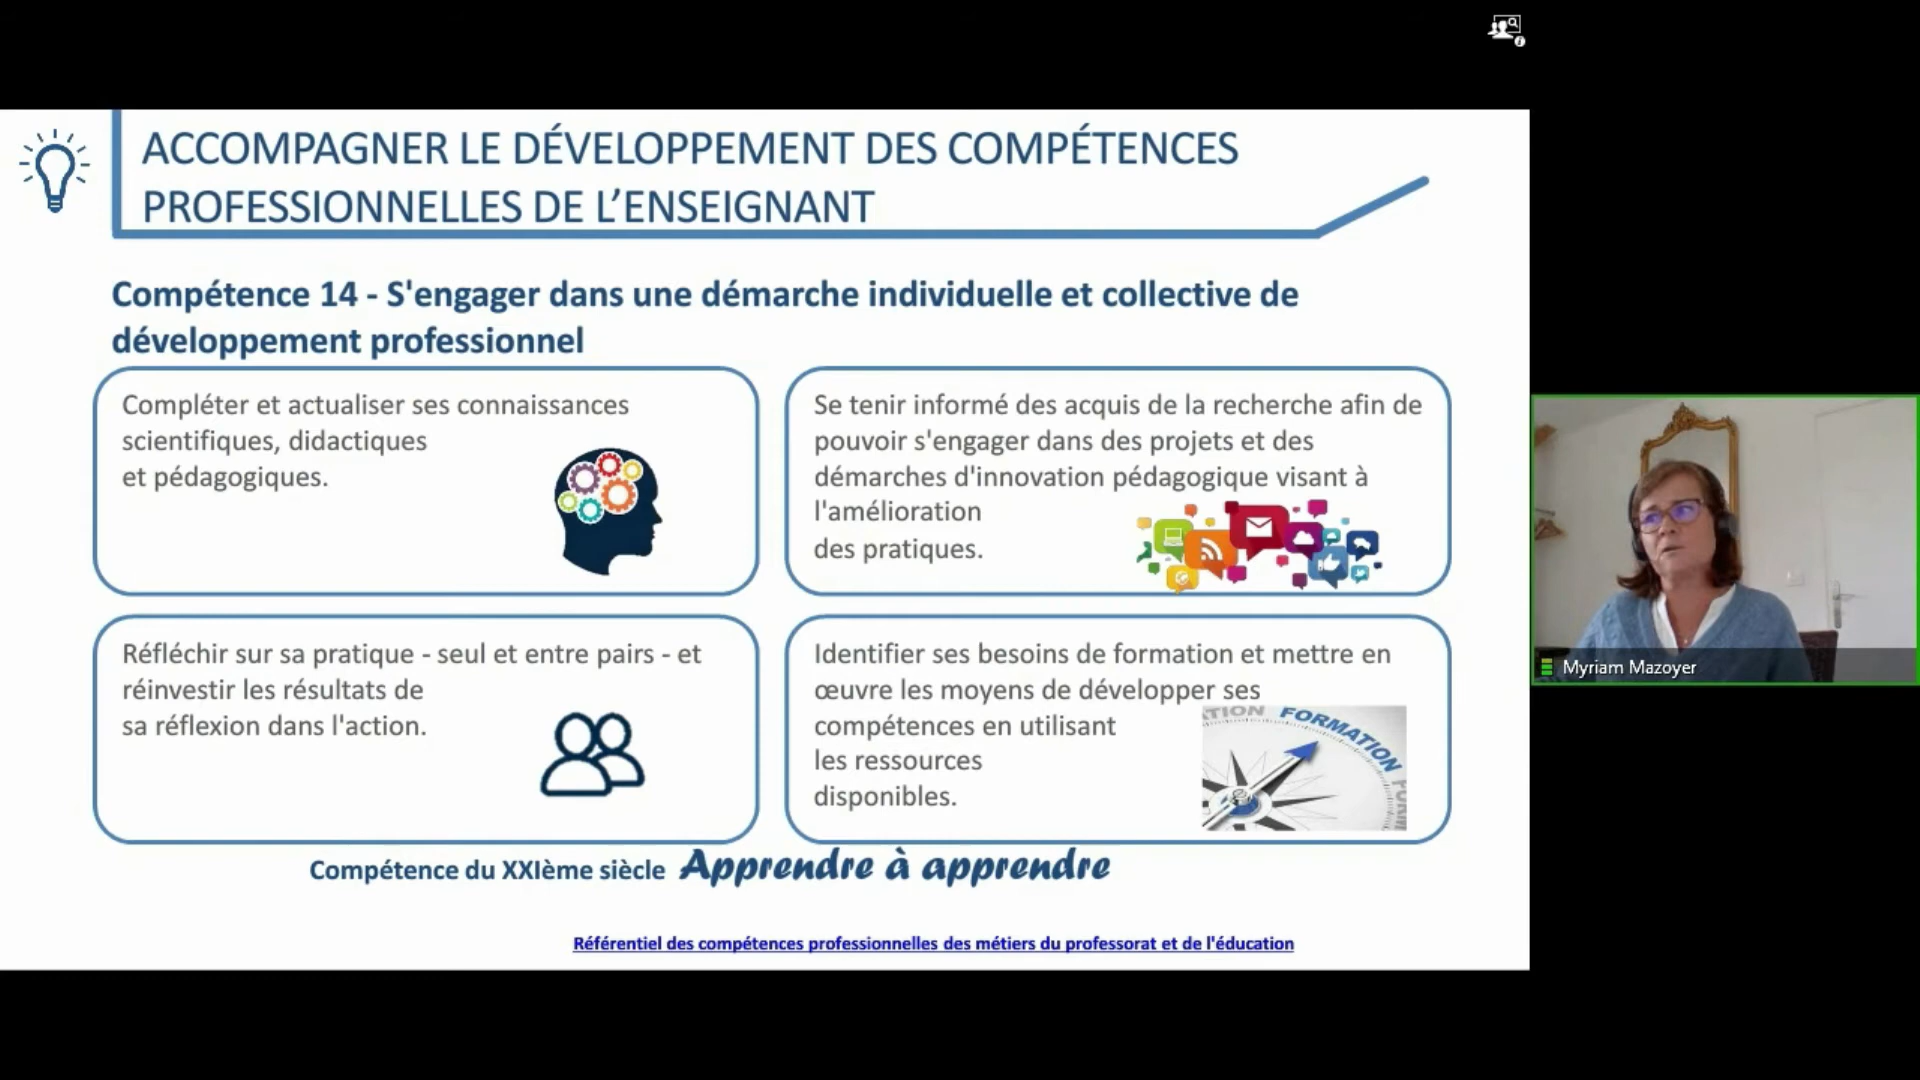 ACCOMPAGNER LE DÉVELOPPEMENT DES COMPÉTENCES
PROFESSIONNELLES DE L’ENSEIGNANT
Compétence 14 - S'engager dans une démarche individuelle et collective de
développement professionnel
Compléter et actualiser ses connaissances
scientifiques, didactiques
et pédagogiques.
Se tenir informé des acquis de la recherche afin de
pouvoir s'engager dans des projets et des
démarches d'innovation pédagogique visant à
l'amélioration
des pratiques.
Réfléchir sur sa pratique - seul et entre pairs - et
réinvestir les résultats de
sa réflexion dans l'action.
Identifier ses besoins de formation et mettre en
œuvre les moyens de développer ses
compétences en utilisant
les ressources
disponibles.
FORMATION
Compétence du XXIème siècle Apprendre à apprendre
Référentiel des compétences professionnelles des métiers du professorat et de l'éducation
Myriam Mazoyer